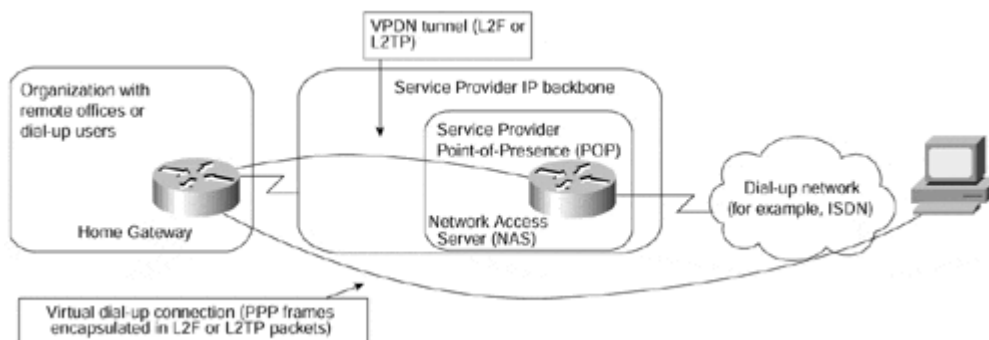 VPDN tunnel (L2F or
L2TP)
Organization with
remote offices or
dial-up users
Service Provider IP backbone
Service Provider
Point-of-Presence (POP)
Dial-up network
(for example, ISDN)
Network Access
Server (NAS)
Home Gateway
Virtual dial-up connection (PPP frames
encapsulated in L2F or L2TP packets)